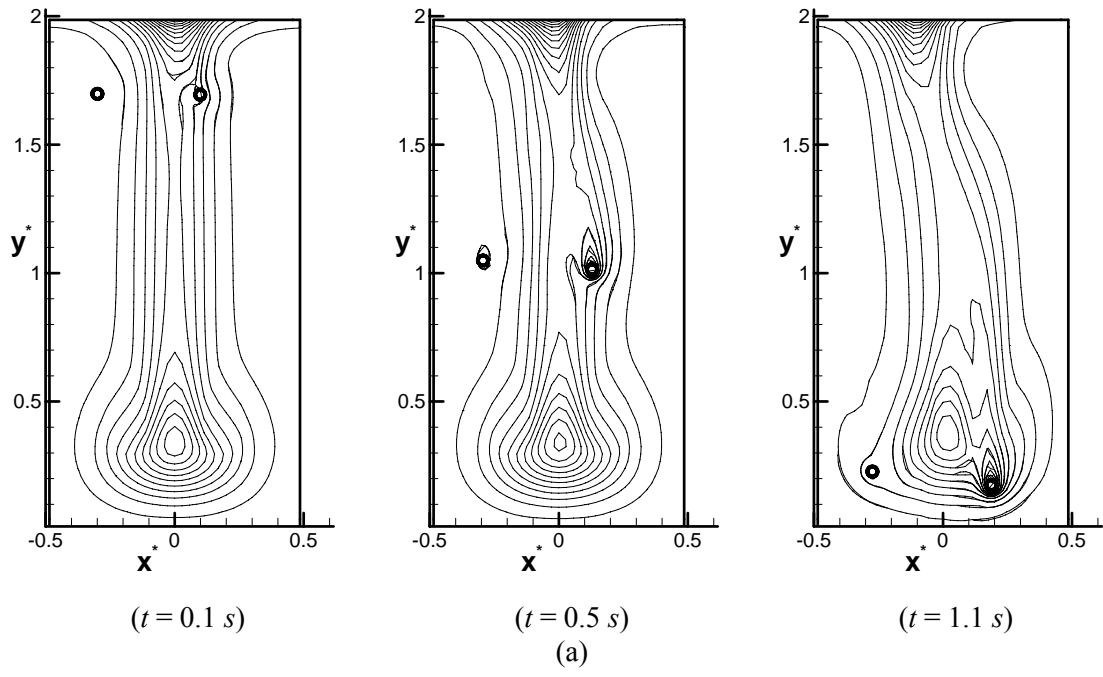 2 2 2
1.5 1.5 1.5
y* y* y*
1 1 1
0.5 0.5 0.5
-0.5 0 0.5 -0.5 0 0.5 -0.5 0 0.5
x* x* x*
(t = 0.1 s) (t = 0.5 s) (t = 1.1 s)
(a)